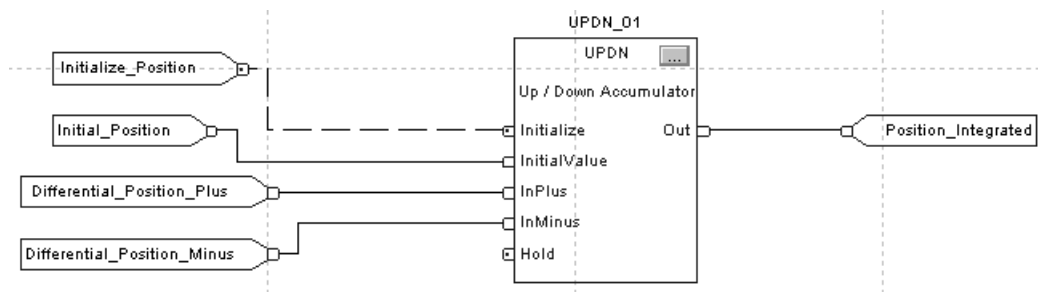 UPDN_01
UPDN ...
Up / Down Accumulator
Initialize_Position
Initial_Position
Differential_Position_Plus
Differential_Position_Minus
Initialize
InitialValue
InPlus
InMinus
Hold
Out
Position_Integrated